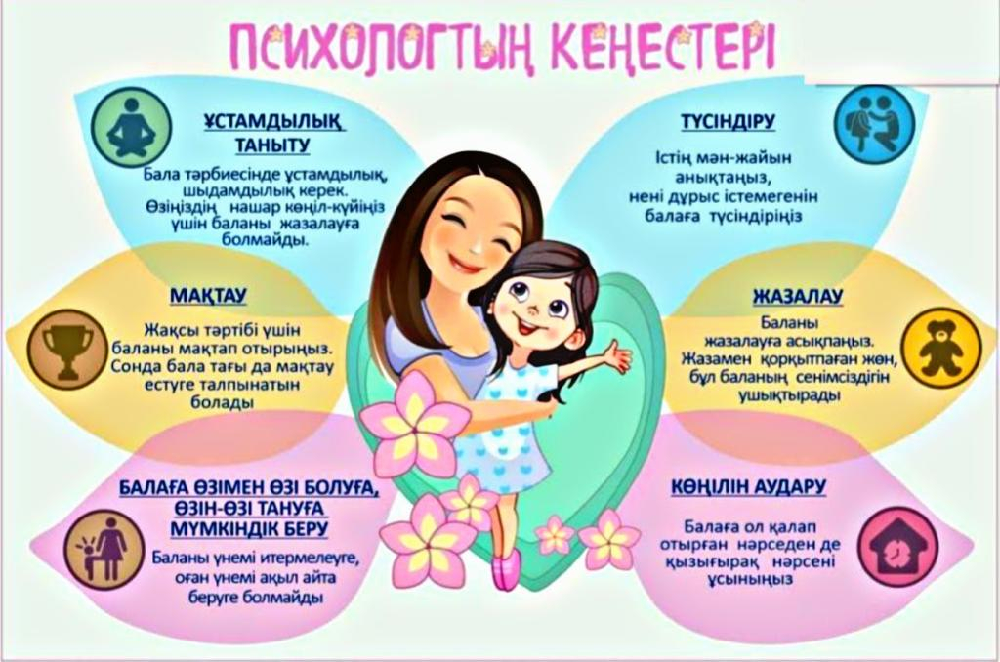 ПСИХОЛОГТЫҢ КЕҢЕСТЕРІ
ҰСТАМДЫЛЫҚ
ТАНЫТУ
Бала тәрбиесінде ұстамдылық,
шыдамдылық керек.
Өзіңіздің нашар көңіл-күйіңіз
үшін баланы жазалауға
болмайды.
МАҚТАУ
Жақсы тәртібі үшін
баланы мақтап отырыңыз.
Сонда бала тағы да мақтау
естуге талпынатын
болады
БАЛАҒА ӨЗІМЕН ӨЗІ БОЛУҒА,
ӨЗІН-ӨЗІ ТАНУҒА
МҮМКІНДІК БЕРУ
Баланы үнемі итермелеуге,
оған үнемі ақыл айта
беруге болмайды
ТҮСІНДІРУ
Істің мән-жайын
анықтаңыз,
нені дұрыс істемегенін
балаға түсіндіріңіз
ЖАЗАЛАУ
Баланы
жазалауға асықпаңыз.
Жазамен қорқытпаған жөн,
бұл баланың сенімсіздігін
ушықтырады
КӨҢІЛІН АУДАРУ
Балаға ол қалап
отырған нәрседен де
қызығырақ нәрсені
ұсыныңыз